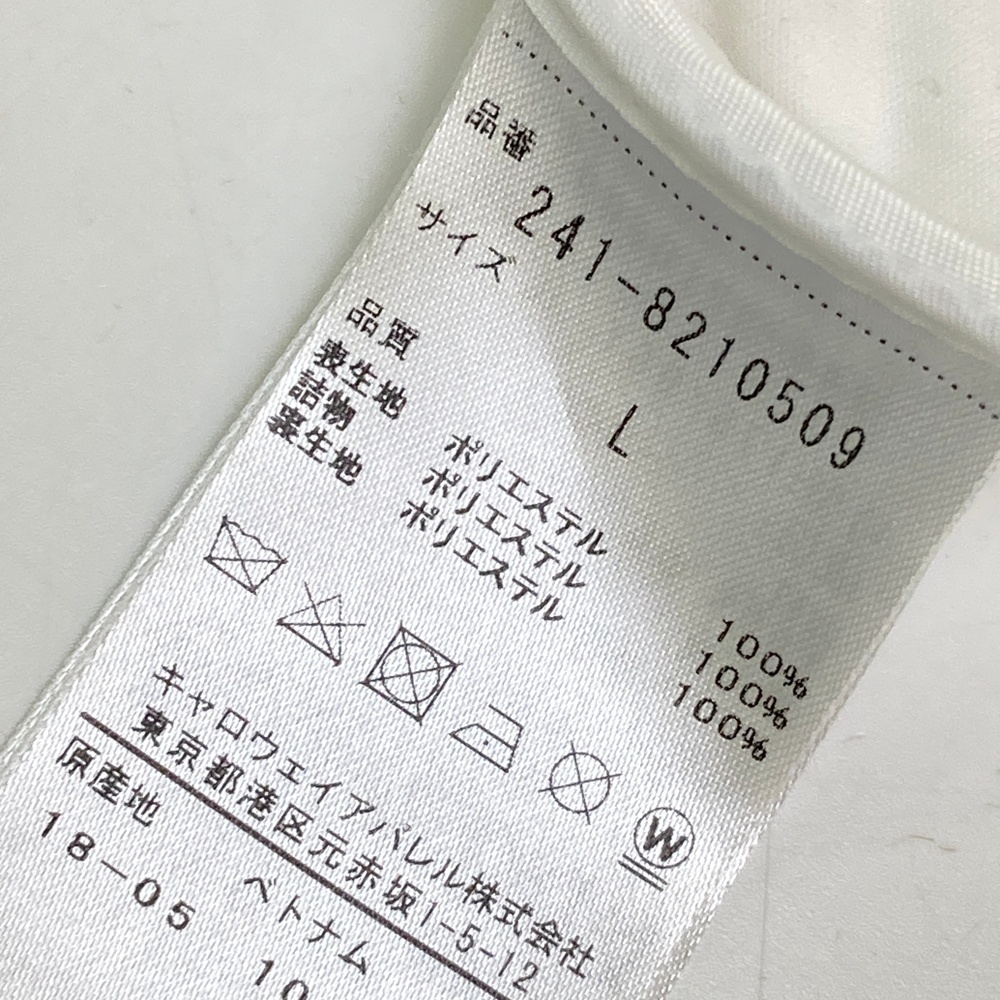 品番 241-8210509
サイズ L
品質
表生地 ポリエステル 100%
詰物 ポリエステル 100%
裏生地 ポリエステル 100%
W
キャロウェイアパレル株式会社
東京都港区元赤坂1-5-12
原産地 ベトナム
18-05 10